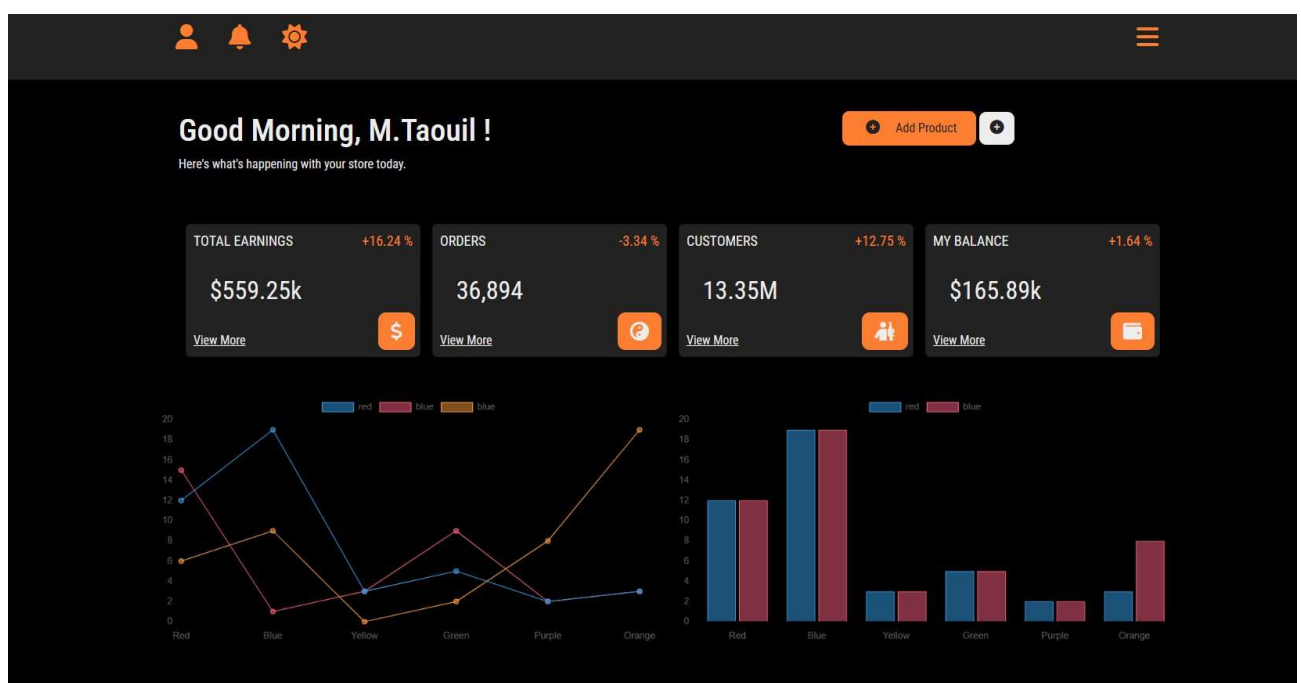 Good Morning, M.Taouil !
Here's what's happening with your store today.
Add Product
TOTAL EARNINGS +16.24 %
$559.25k
View More
ORDERS -3.34 %
36,894
View More
CUSTOMERS +12.75 %
13.35M
View More
MY BALANCE +1.64 %
$165.89k
View More
red blue blue
20
18
16
14
12
10
8
6
4
2
0
Red Blue Yellow Green Purple Orange
red blue
20
18
16
14
12
10
8
6
4
2
0
Red Blue Yellow Green Purple Orange